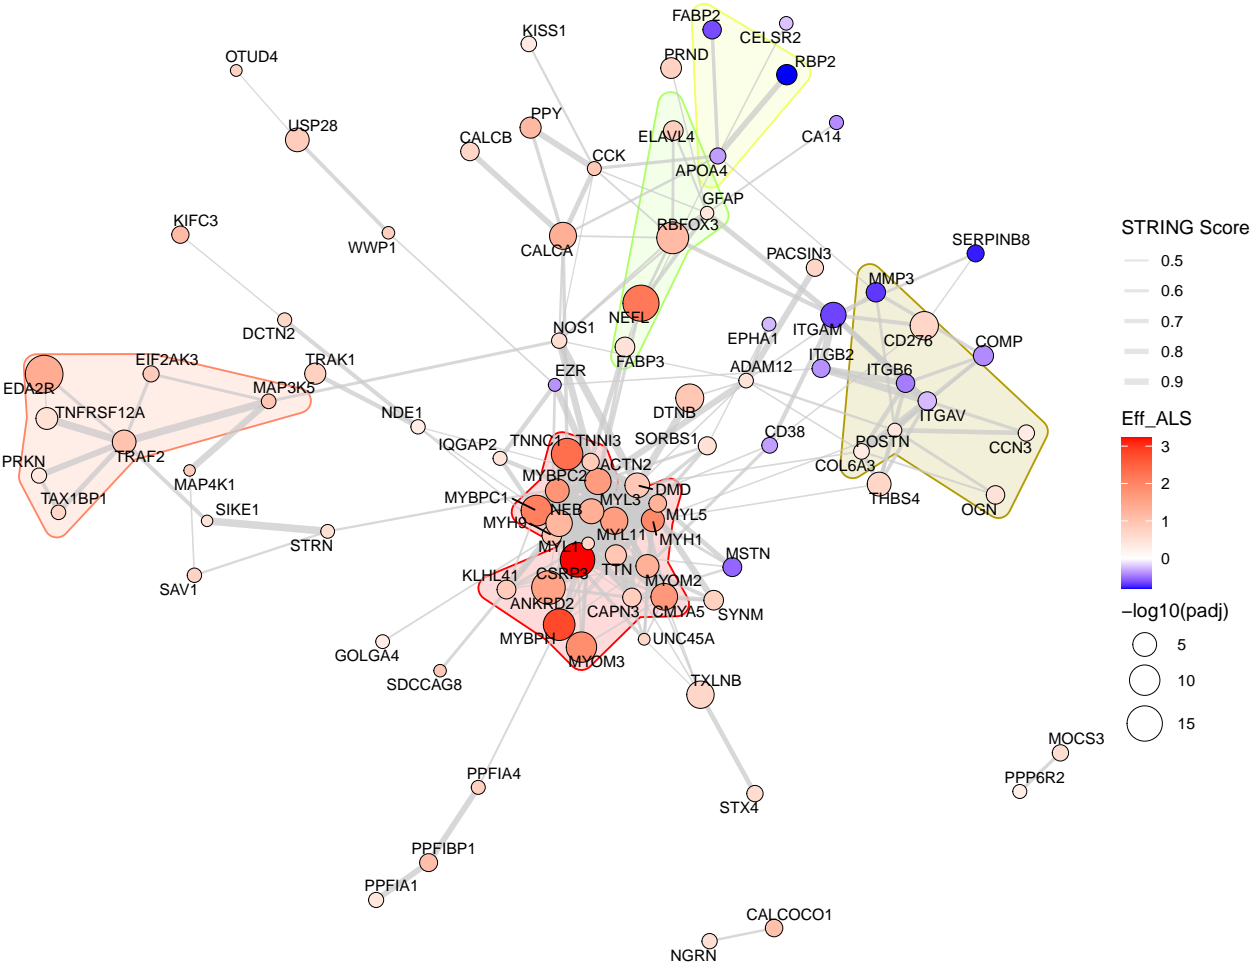 FABP2
CELSR2
KISS1
PRND
RBP2
OTUD4
PPY
USP28
CALCB
ELAVL4
CA14
CCK
APOA4
GFAP
KIFC3
RBFOX3
WWP1
CALCA
PACSIN3
SERPINB8
STRING Score
0.5
0.6
0.7
0.8
0.9
MMP3
NEFL
NOS1
DCTN2
EPHA1
ITGAM
CD276
COMP
FABP3
ITGB2
EIF2AK3
TRAK1
EZR
ADAM12
ITGB6
EDA2R
MAP3K5
TNFRSF12A
NDE1
DTNB
ITGAV
Eff_ALS
3
2
1
0
TRAF2
IQGAP2
TNNC1
TNNI3
SORBS1
CD38
POSTN
CCN3
PRKN
ACTN2
COL6A3
TAX1BP1
MAP4K1
MYBPC2
DMD
MYBPC1
MYL3
THBS4
OGN
SIKE1
NEB
MYL5
MYH9
MYL11
MYH1
STRN
MYL1
MSTN
SAV1
KLHL41
CSRP3
TTN
MYOM2
ANKRD2
CAPN3
CMYA5
SYNM
MYBPH
UNC45A
−log10(padj)
5
10
15
GOLGA4
MYOM3
SDCCAG8
TXLNB
MOCS3
PPP6R2
PPFIA4
STX4
PPFIBP1
PPFIA1
CALCOCO1
NGRN